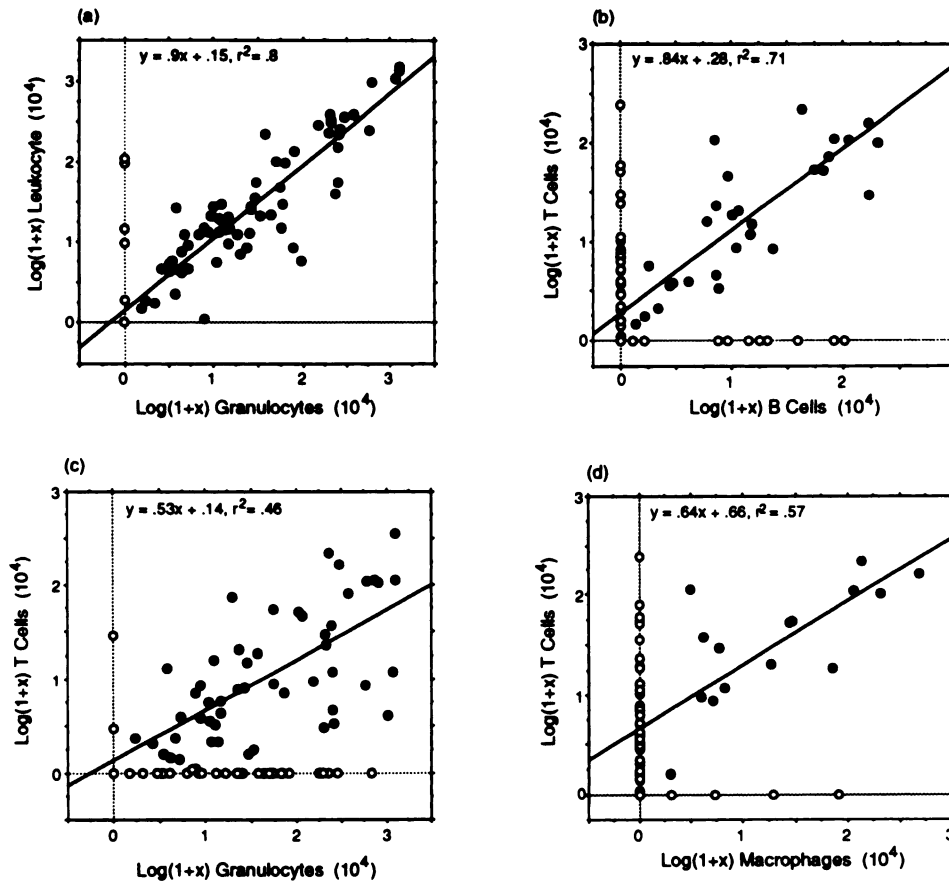 (a)
y = .9x + .15, r² = .8
Log(1+x) Leukocyte (10⁴)
3
2
1
0
0 1 2 3
Log(1+x) Granulocytes (10⁴)
(b)
y = .84x + .28, r² = .71
Log(1+x) T Cells (10⁴)
3
2
1
0
0 1 2
Log(1+x) B Cells (10⁴)
(c)
y = .53x + .14, r² = .46
Log(1+x) T Cells (10⁴)
3
2
1
0
0 1 2 3
Log(1+x) Granulocytes (10⁴)
(d)
y = .64x + .66, r² = .57
Log(1+x) T Cells (10⁴)
3
2
1
0
0 1 2 3
Log(1+x) Macrophages (10⁴)